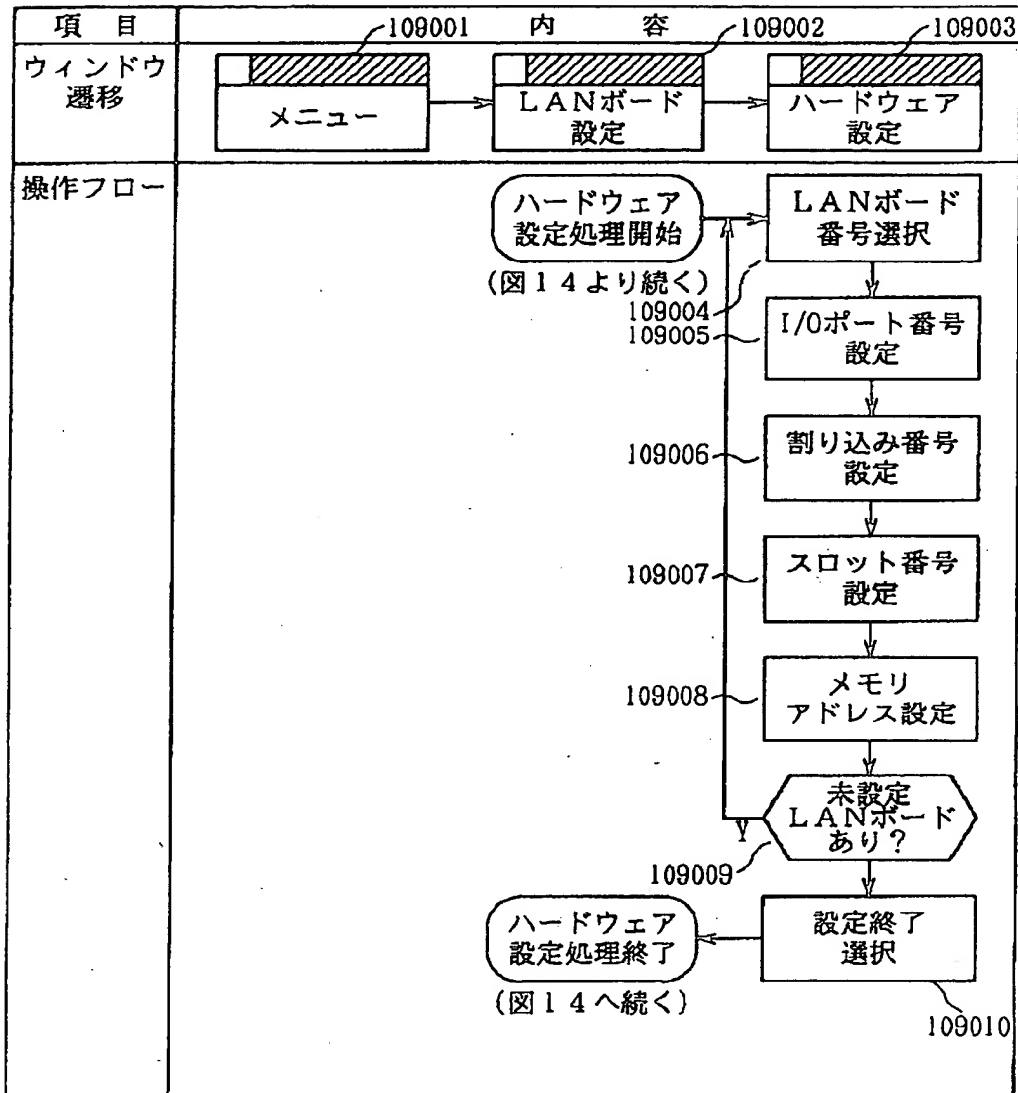 項 目
内 容
109001
109002
109003
ウィンドウ
遷移
メニュー
LANボード
設定
ハードウェア
設定
操作フロー
ハードウェア
設定処理開始
(図14より続く)
LANボード
番号選択
109004
109005
I/Oポート番号
設定
109006
割り込み番号
設定
109007
スロット番号
設定
109008
メモリ
アドレス設定
未設定
LANボード
あり?
Y
109009
ハードウェア
設定処理終了
(図14へ続く)
設定終了
選択
109010